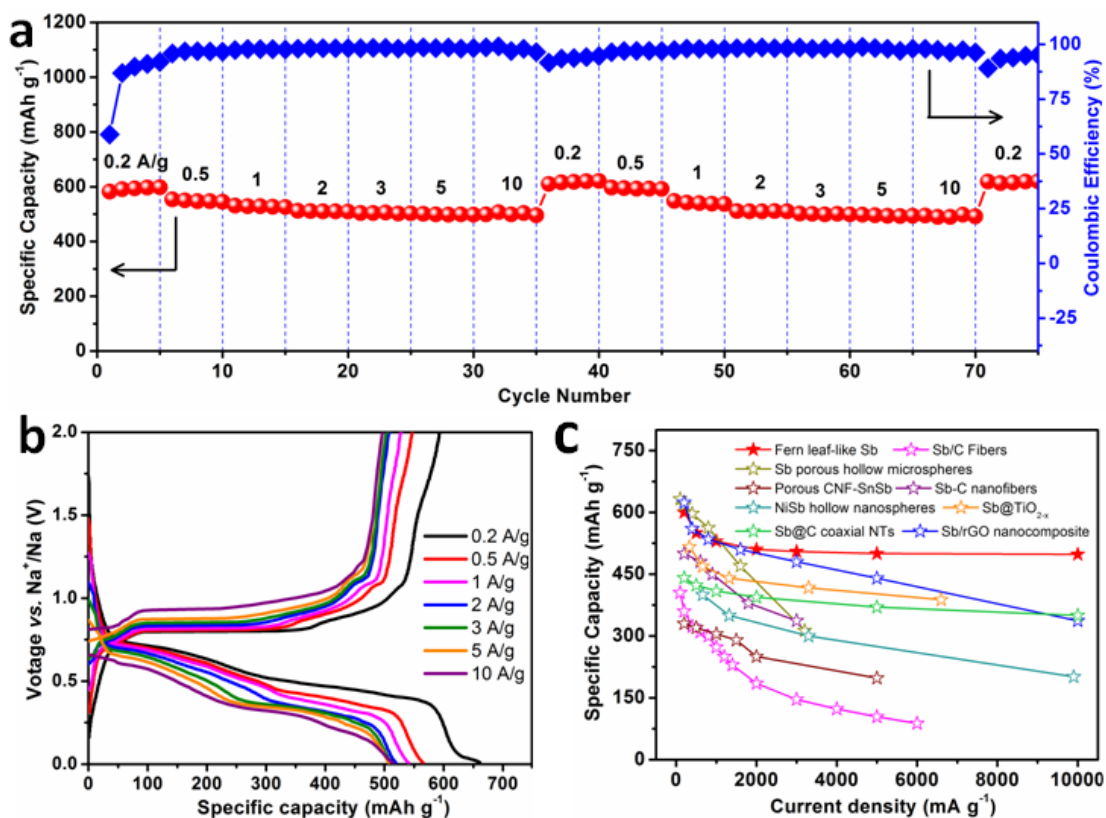 a
1200
1000
800
600
400
200
0
Specific Capacity (mAh g⁻¹)
100
75
50
25
0
-25
Coulombic Efficiency (%)
0.2 A/g 0.5 1 2 3 5 10 0.2 0.5 1 2 3 5 10 0.2
0 10 20 30 40 50 60 70
Cycle Number
b
2.0
1.5
1.0
0.5
0.0
Votage vs. Na⁺/Na (V)
0.2 A/g
0.5 A/g
1 A/g
2 A/g
3 A/g
5 A/g
10 A/g
0 100 200 300 400 500 600 700
Specific capacity (mAh g⁻¹)
c
750
600
450
300
150
0
Specific Capacity (mAh g⁻¹)
Fern leaf-like Sb Sb/C Fibers
Sb porous hollow microspheres
Porous CNF-SnSb Sb-C nanofibers
NiSb hollow nanospheres Sb@TiO₂₋ₓ
Sb@C coaxial NTs Sb/rGO nanocomposite
0 2000 4000 6000 8000 10000
Current density (mA g⁻¹)